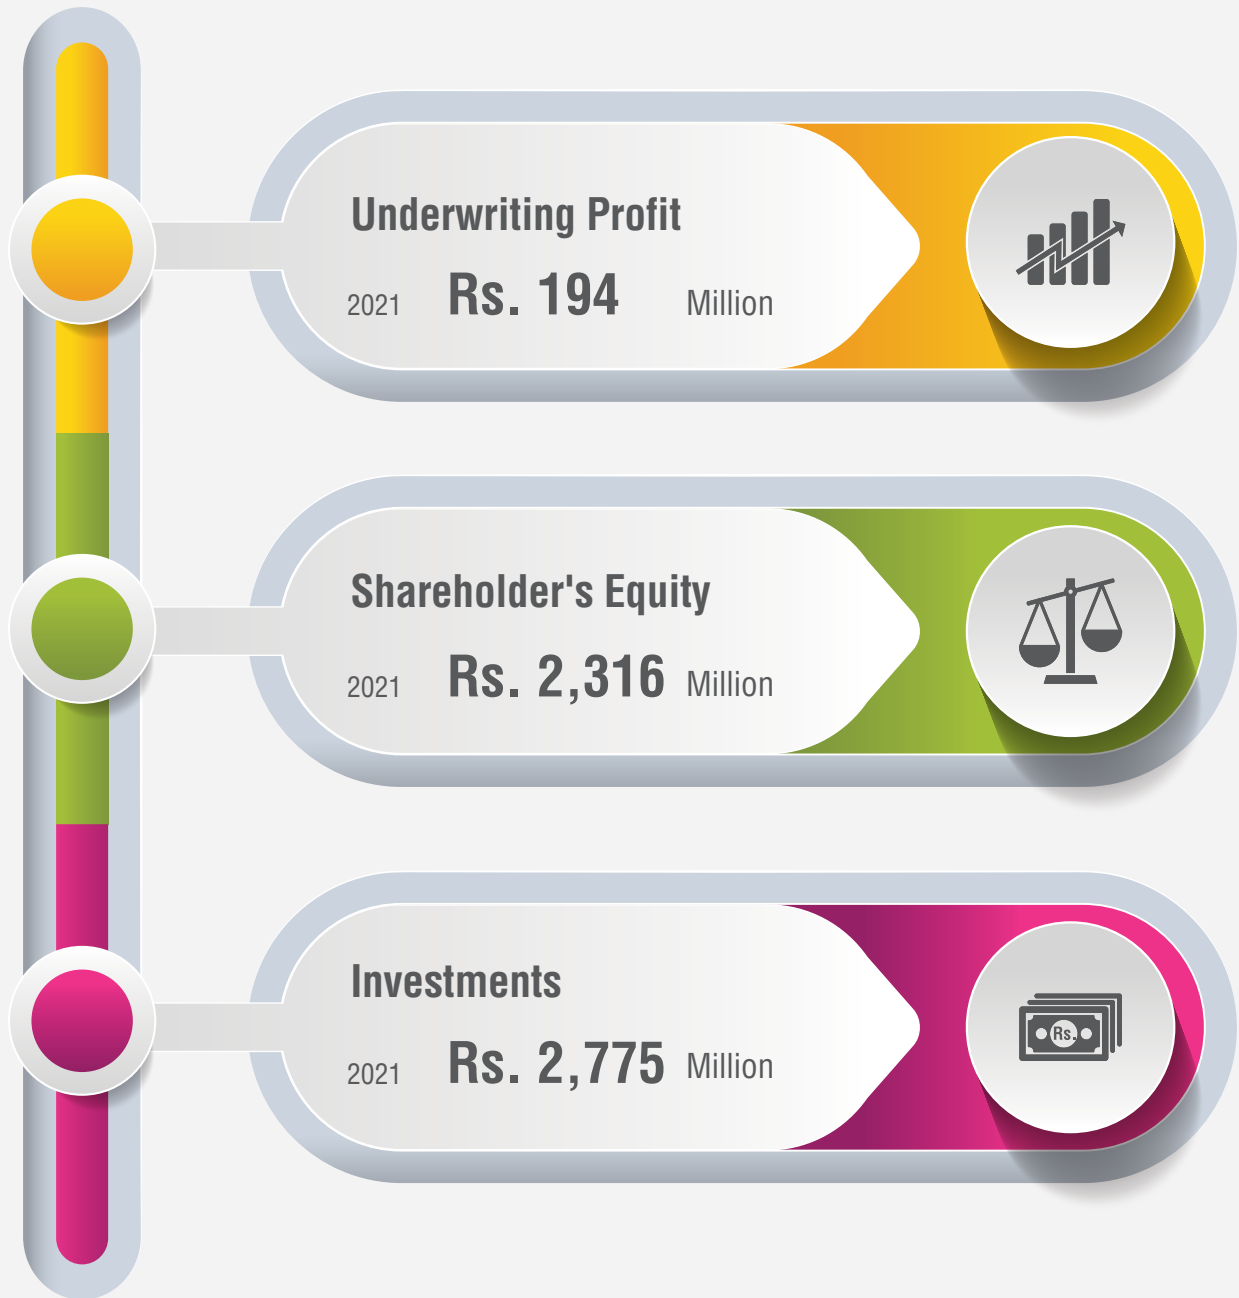 Underwriting Profit
2021 Rs. 194 Million
Shareholder's Equity
2021 Rs. 2,316 Million
Investments
2021 Rs. 2,775 Million
Rs.